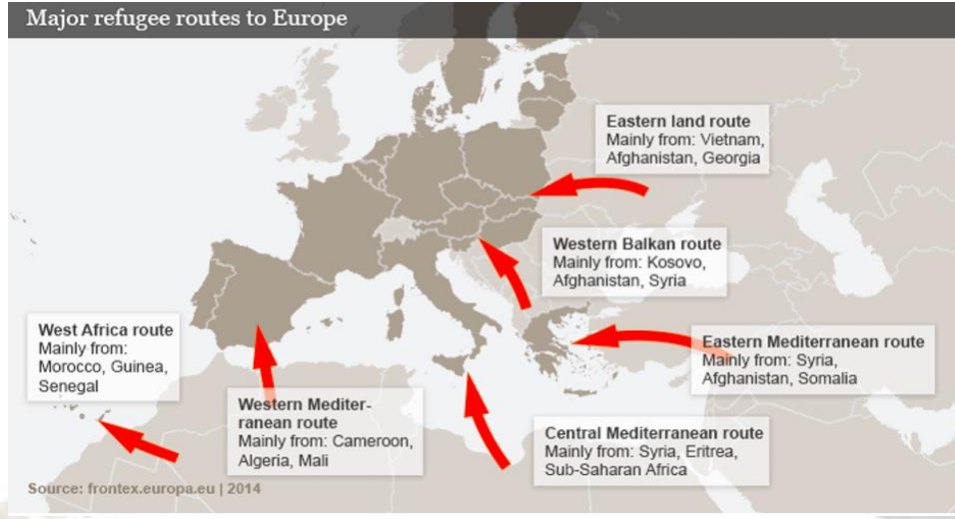 Major refugee routes to Europe
Eastern land route
Mainly from: Vietnam,
Afghanistan, Georgia
Western Balkan route
Mainly from: Kosovo,
Afghanistan, Syria
West Africa route
Mainly from:
Morocco, Guinea,
Senegal
Eastern Mediterranean route
Mainly from: Syria,
Afghanistan, Somalia
Western Mediter-
ranean route
Mainly from: Cameroon,
Algeria, Mali
Central Mediterranean route
Mainly from: Syria, Eritrea,
Sub-Saharan Africa
Source: frontex.europa.eu | 2014